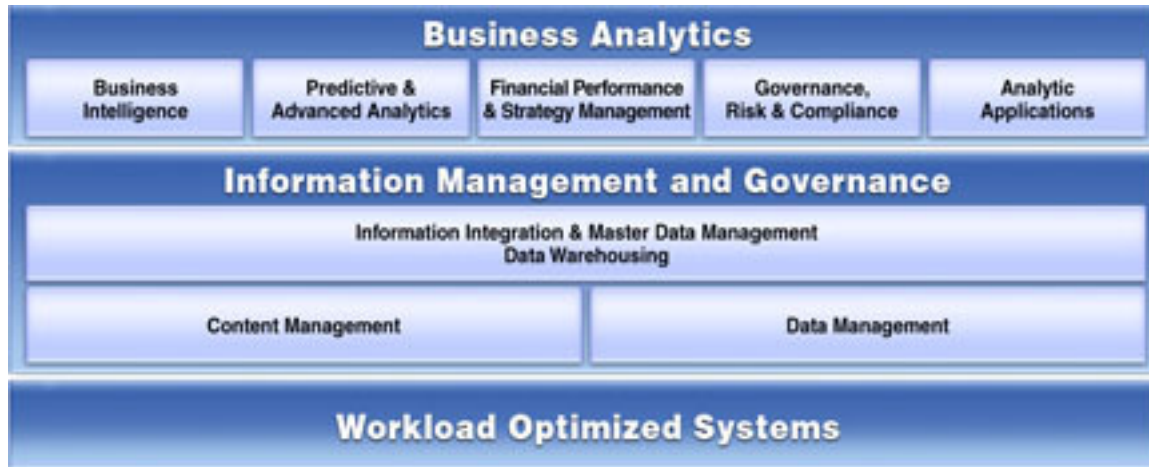 Business Analytics
Business
Intelligence
Predictive &
Advanced Analytics
Financial Performance
& Strategy Management
Governance,
Risk & Compliance
Analytic
Applications
Information Management and Governance
Information Integration & Master Data Management
Data Warehousing
Content Management
Data Management
Workload Optimized Systems